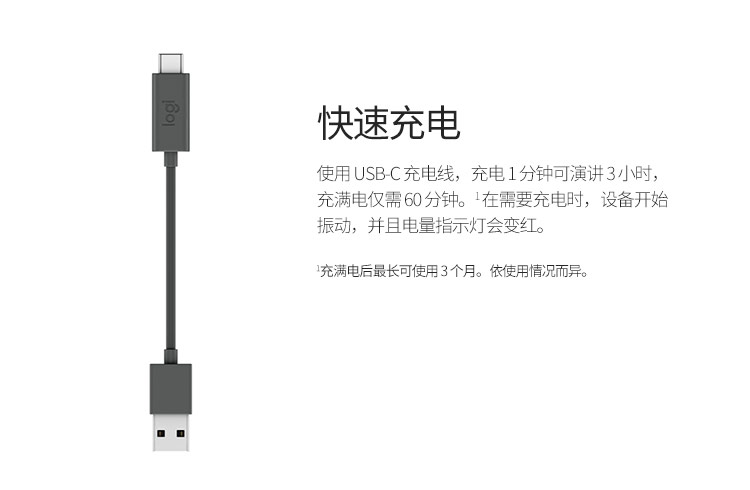 logi
快速充电
使用 USB-C 充电线，充电 1 分钟可演讲 3 小时，
充满电仅需 60 分钟。¹ 在需要充电时，设备开始
振动，并且电量指示灯会变红。
¹充满电后最长可使用 3 个月。依使用情况而异。